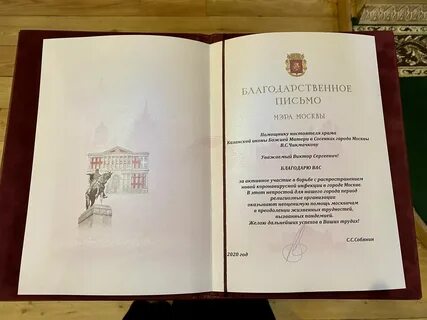 БЛАГОДАРСТВЕННОЕ
ПИСЬМО
МЭРА МОСКВЫ
Помощнику настоятеля храма
Казанской иконы Божией Матери в Сосенках города Москвы
В.С.Чикмачкову
Уважаемый Виктор Сергеевич!
БЛАГОДАРЮ ВАС
за активное участие в борьбе с распространением
новой коронавирусной инфекции в городе Москве.
В этот непростой для нашего города период
религиозные организации
оказывают неоценимую помощь москвичам
в преодолении жизненных трудностей,
вызванных пандемией.
Желаю дальнейших успехов в Ваших трудах!
С.С.Собянин
2020 год